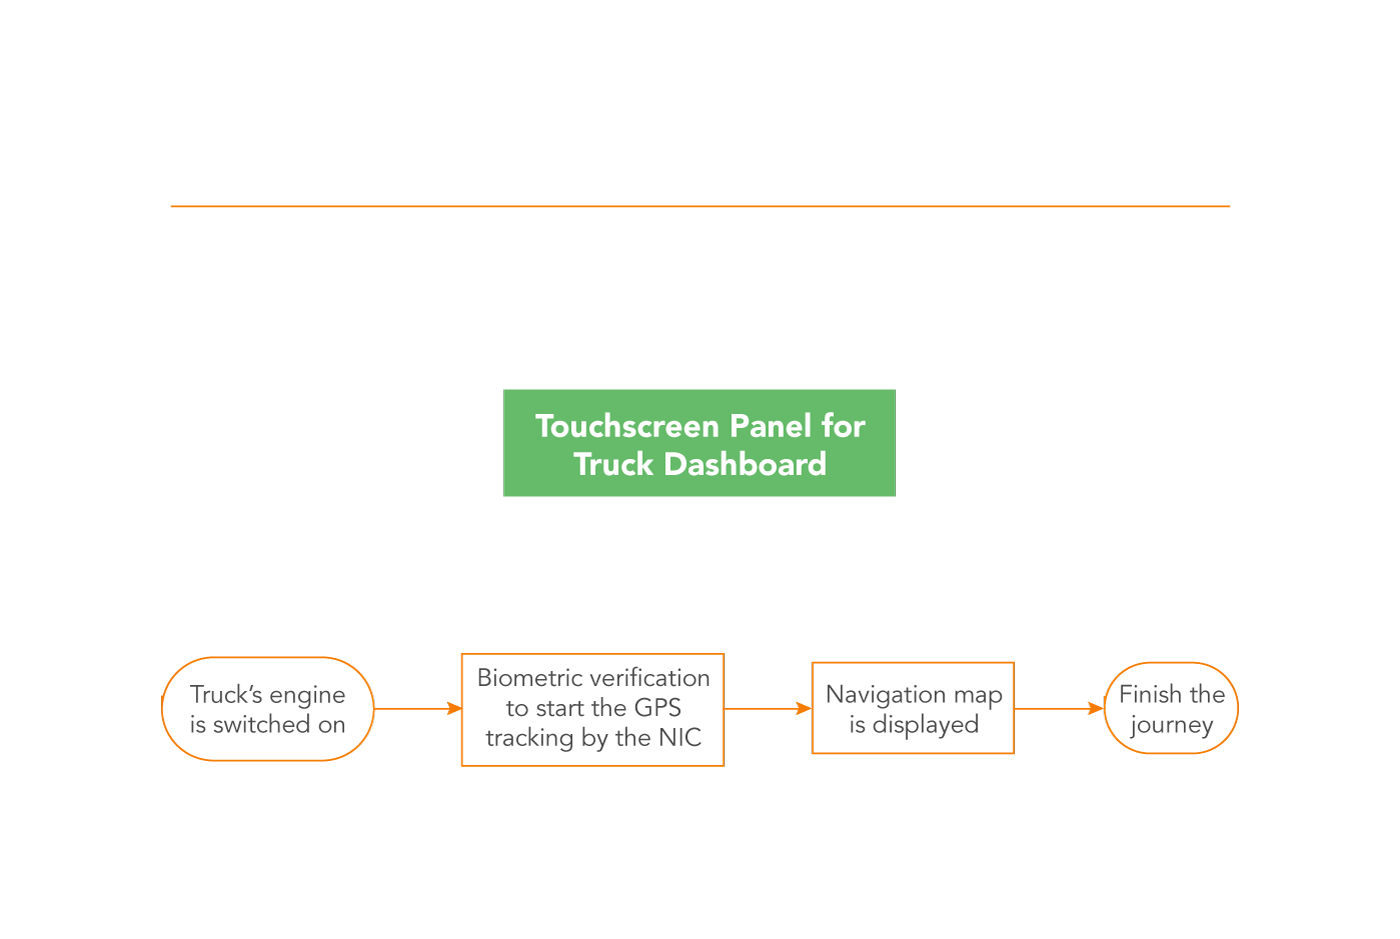 Touchscreen Panel for
Truck Dashboard
Truck’s engine
is switched on
Biometric verification
to start the GPS
tracking by the NIC
Navigation map
is displayed
Finish the
journey